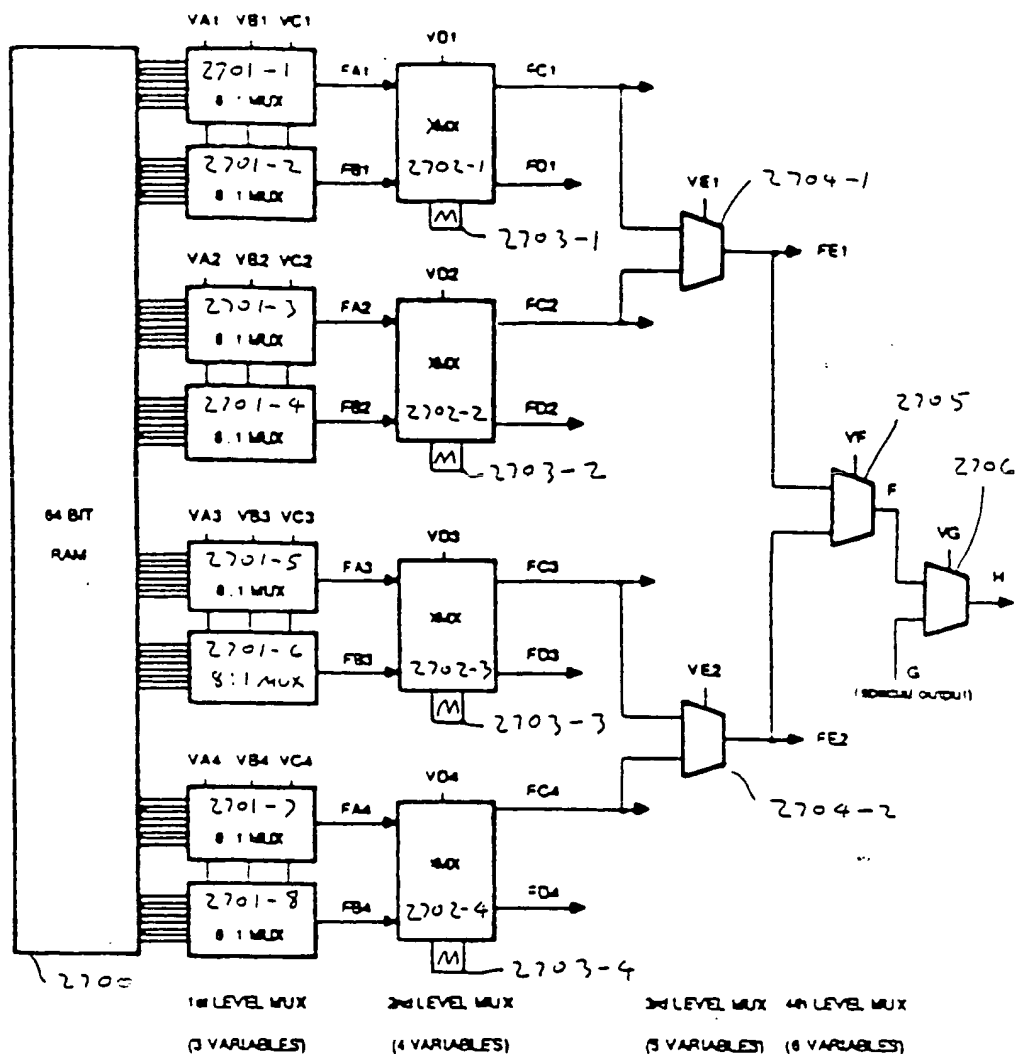 VA1 VB1 VC1
2701-1
8 : MUX
FA1
VD1
XMUX
2702-1
FC1
2701-2
8.1 MUX
FB1
FD1
M
2703-1
VE1
2704-1
FE1
VA2 VB2 VC2
2701-3
8.1 MUX
FA2
VD2
XMUX
2702-2
FC2
2701-4
8.1 MUX
FB2
FD2
M
2703-2
2705
VF
F
2706
VG
H
G
(SPECIAL OUTPUT)
64 BIT
RAM
VA3 VB3 VC3
2701-5
8.1 MUX
FA3
VD3
XMUX
2702-3
FC3
2701-6
8:1 MUX
FB3
FD3
M
2703-3
VE2
FE2
2704-2
VA4 VB4 VC4
2701-7
8.1 MUX
FA4
VD4
XMUX
2702-4
FC4
2701-8
8.1 MUX
FB4
FD4
M
2703-4
2700
1st LEVEL MUX
(3 VARIABLES)
2nd LEVEL MUX
(4 VARIABLES)
3rd LEVEL MUX
(5 VARIABLES)
4th LEVEL MUX
(6 VARIABLES)